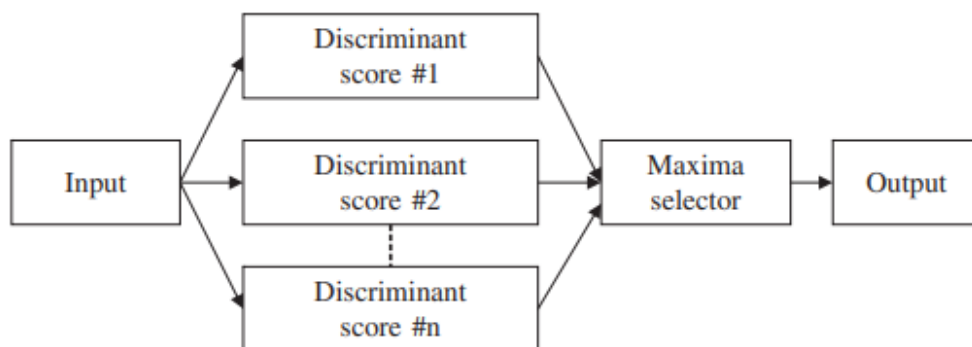 Discriminant
score #1
Input
Discriminant
score #2
Maxima
selector
Output
Discriminant
score #n